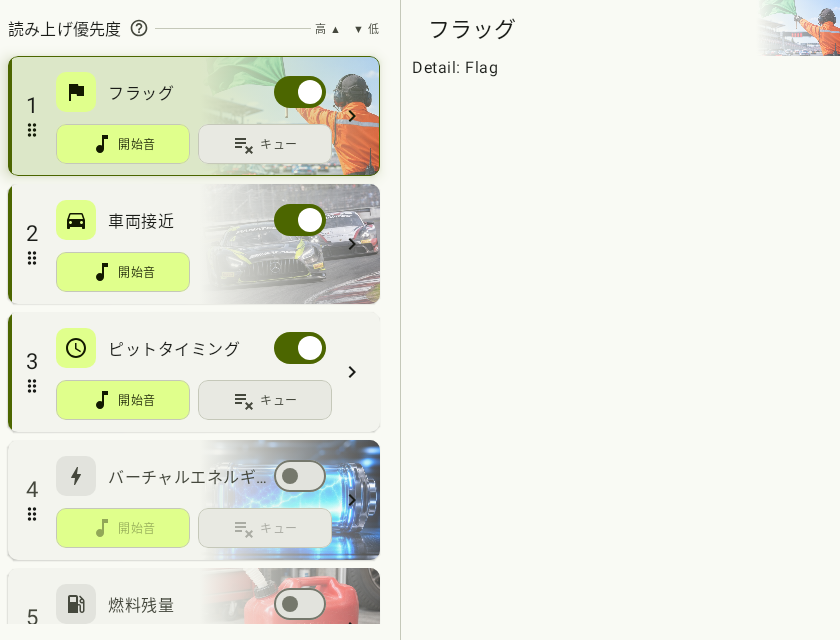 読み上げ優先度
高 ▲ ▼ 低
1
フラッグ
開始音
キュー
2
車両接近
開始音
3
ピットタイミング
開始音
キュー
4
バーチャルエネルギ…
開始音
キュー
5
燃料残量
フラッグ
Detail: Flag